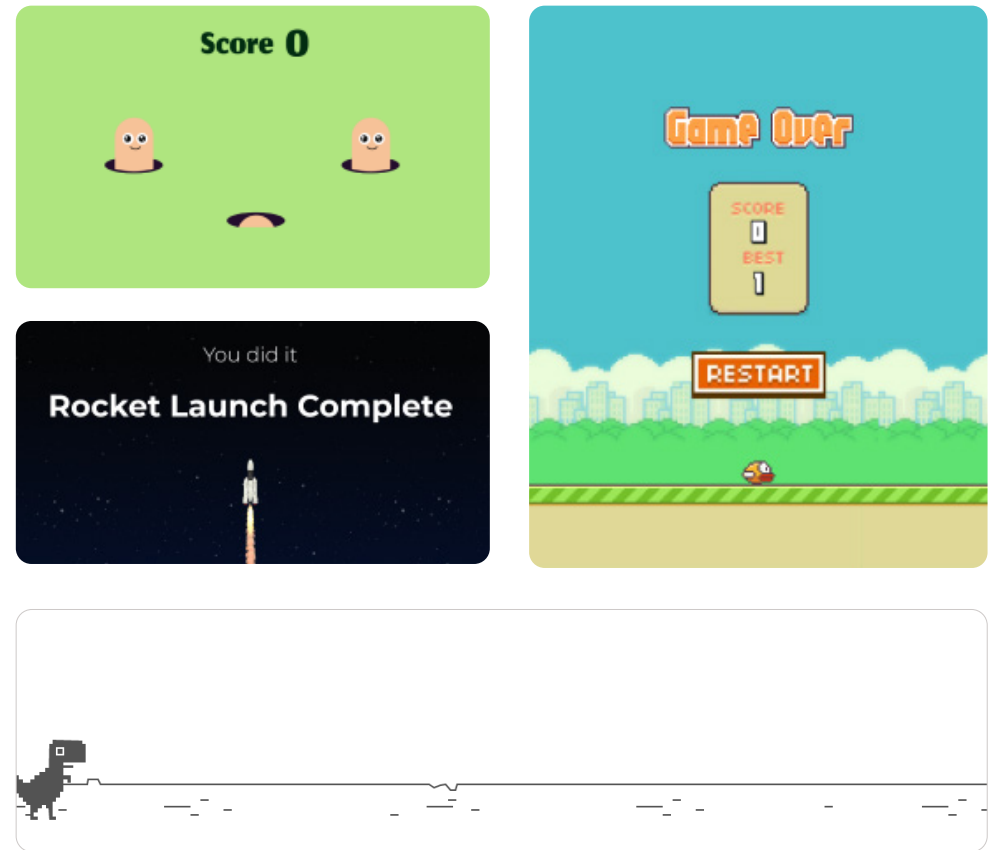 Score 0
You did it
Rocket Launch Complete
Game Over
SCORE
0
BEST
1
RESTART